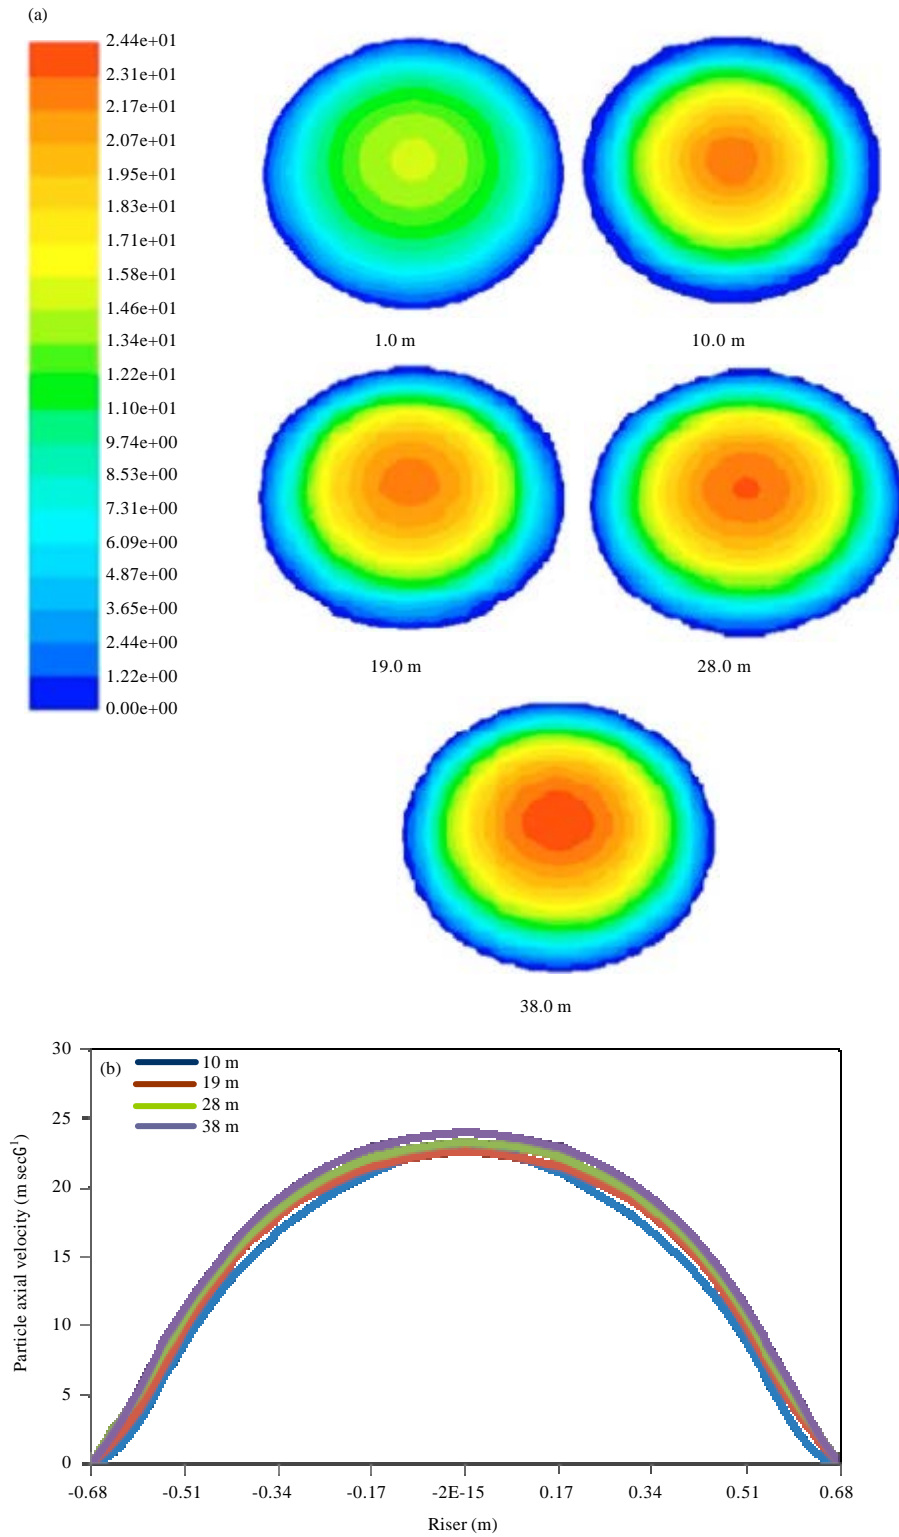 (a)
2.44e+01
2.31e+01
2.17e+01
2.07e+01
1.95e+01
1.83e+01
1.71e+01
1.58e+01
1.46e+01
1.34e+01
1.22e+01
1.10e+01
9.74e+00
8.53e+00
7.31e+00
6.09e+00
4.87e+00
3.65e+00
2.44e+00
1.22e+00
0.00e+00
1.0 m
10.0 m
19.0 m
28.0 m
38.0 m
(b)
10 m
19 m
28 m
38 m
30
25
20
15
10
5
0
Particle axial velocity (m secG¹)
-0.68
-0.51
-0.34
-0.17
-2E-15
0.17
0.34
0.51
0.68
Riser (m)